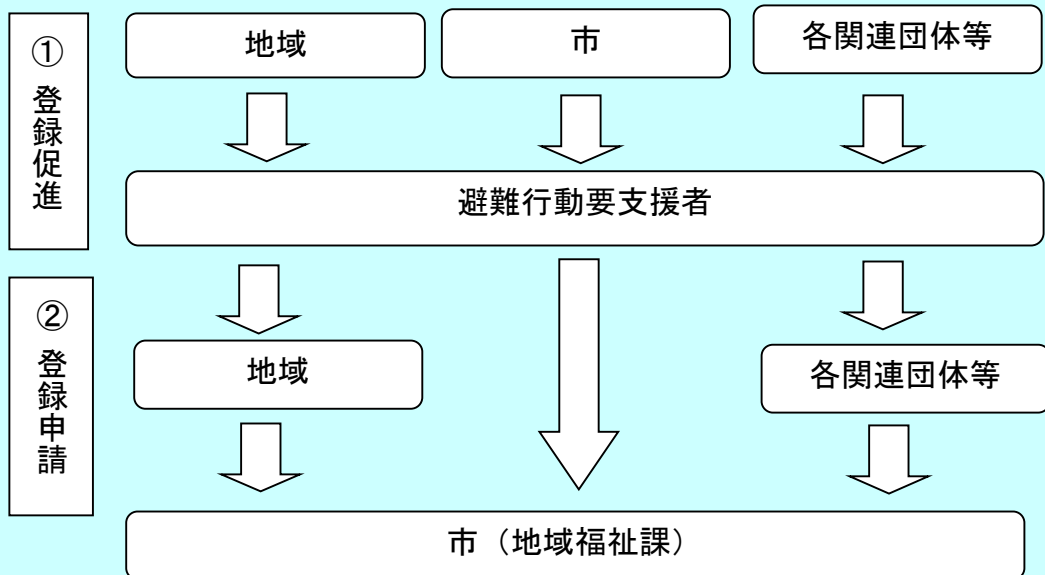 ① 登録促進
地域
市
各関連団体等
避難行動要支援者
② 登録申請
地域
各関連団体等
市（地域福祉課）